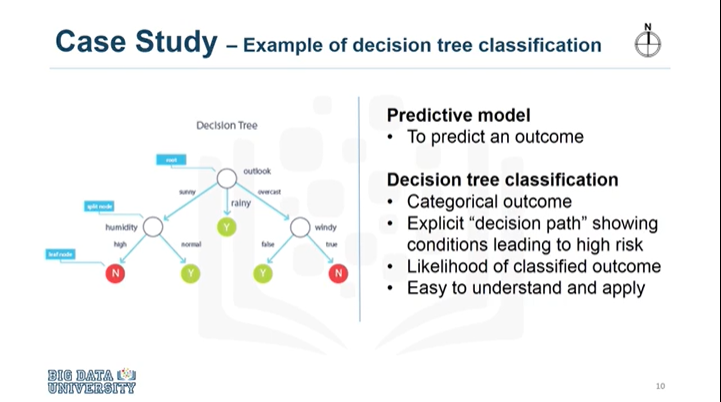 N
Case Study – Example of decision tree classification
Decision Tree
root
outlook
sunny
overcast
rainy
split node
humidity
Y
windy
high
normal
false
true
leaf node
N
Y
Y
N
Predictive model
• To predict an outcome
Decision tree classification
• Categorical outcome
• Explicit “decision path” showing
conditions leading to high risk
• Likelihood of classified outcome
• Easy to understand and apply
BIG DATA
UNIVERSITY
10